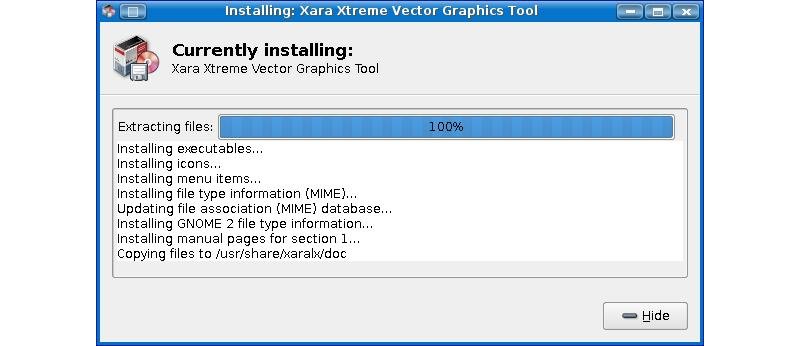 Installing: Xara Xtreme Vector Graphics Tool
Currently installing:
Xara Xtreme Vector Graphics Tool
Extracting files: 100%
Installing executables...
Installing icons...
Installing menu items...
Installing file type information (MIME)...
Updating file association (MIME) database...
Installing GNOME 2 file type information...
Installing manual pages for section 1...
Copying files to /usr/share/xaralx/doc
Hide